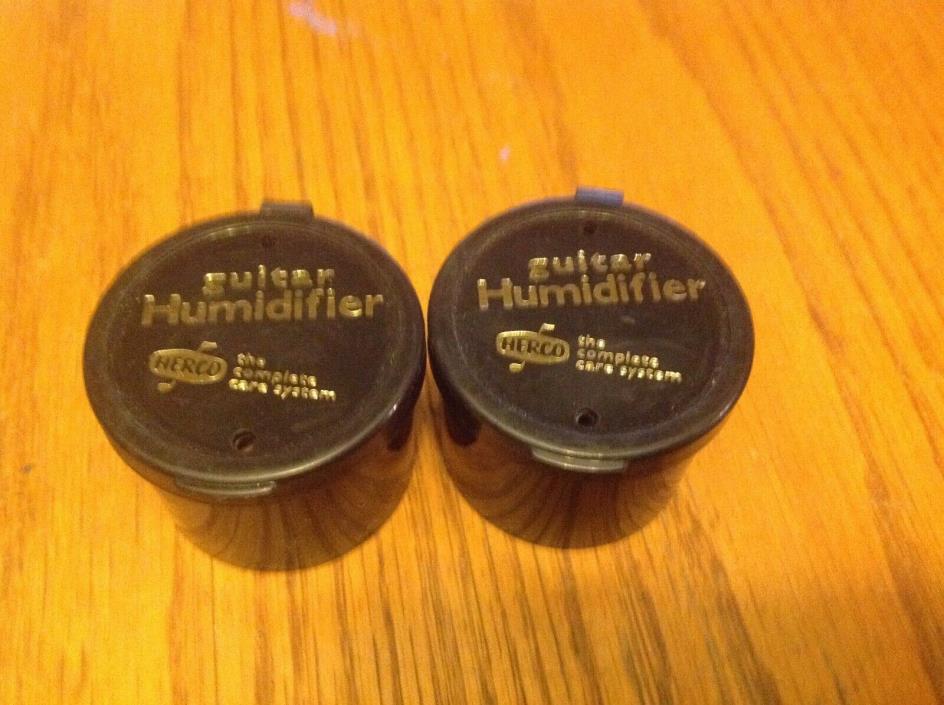 guitar
Humidifier
HERCO
the
complete
care system
guitar
Humidifier
HERCO
the
complete
care system